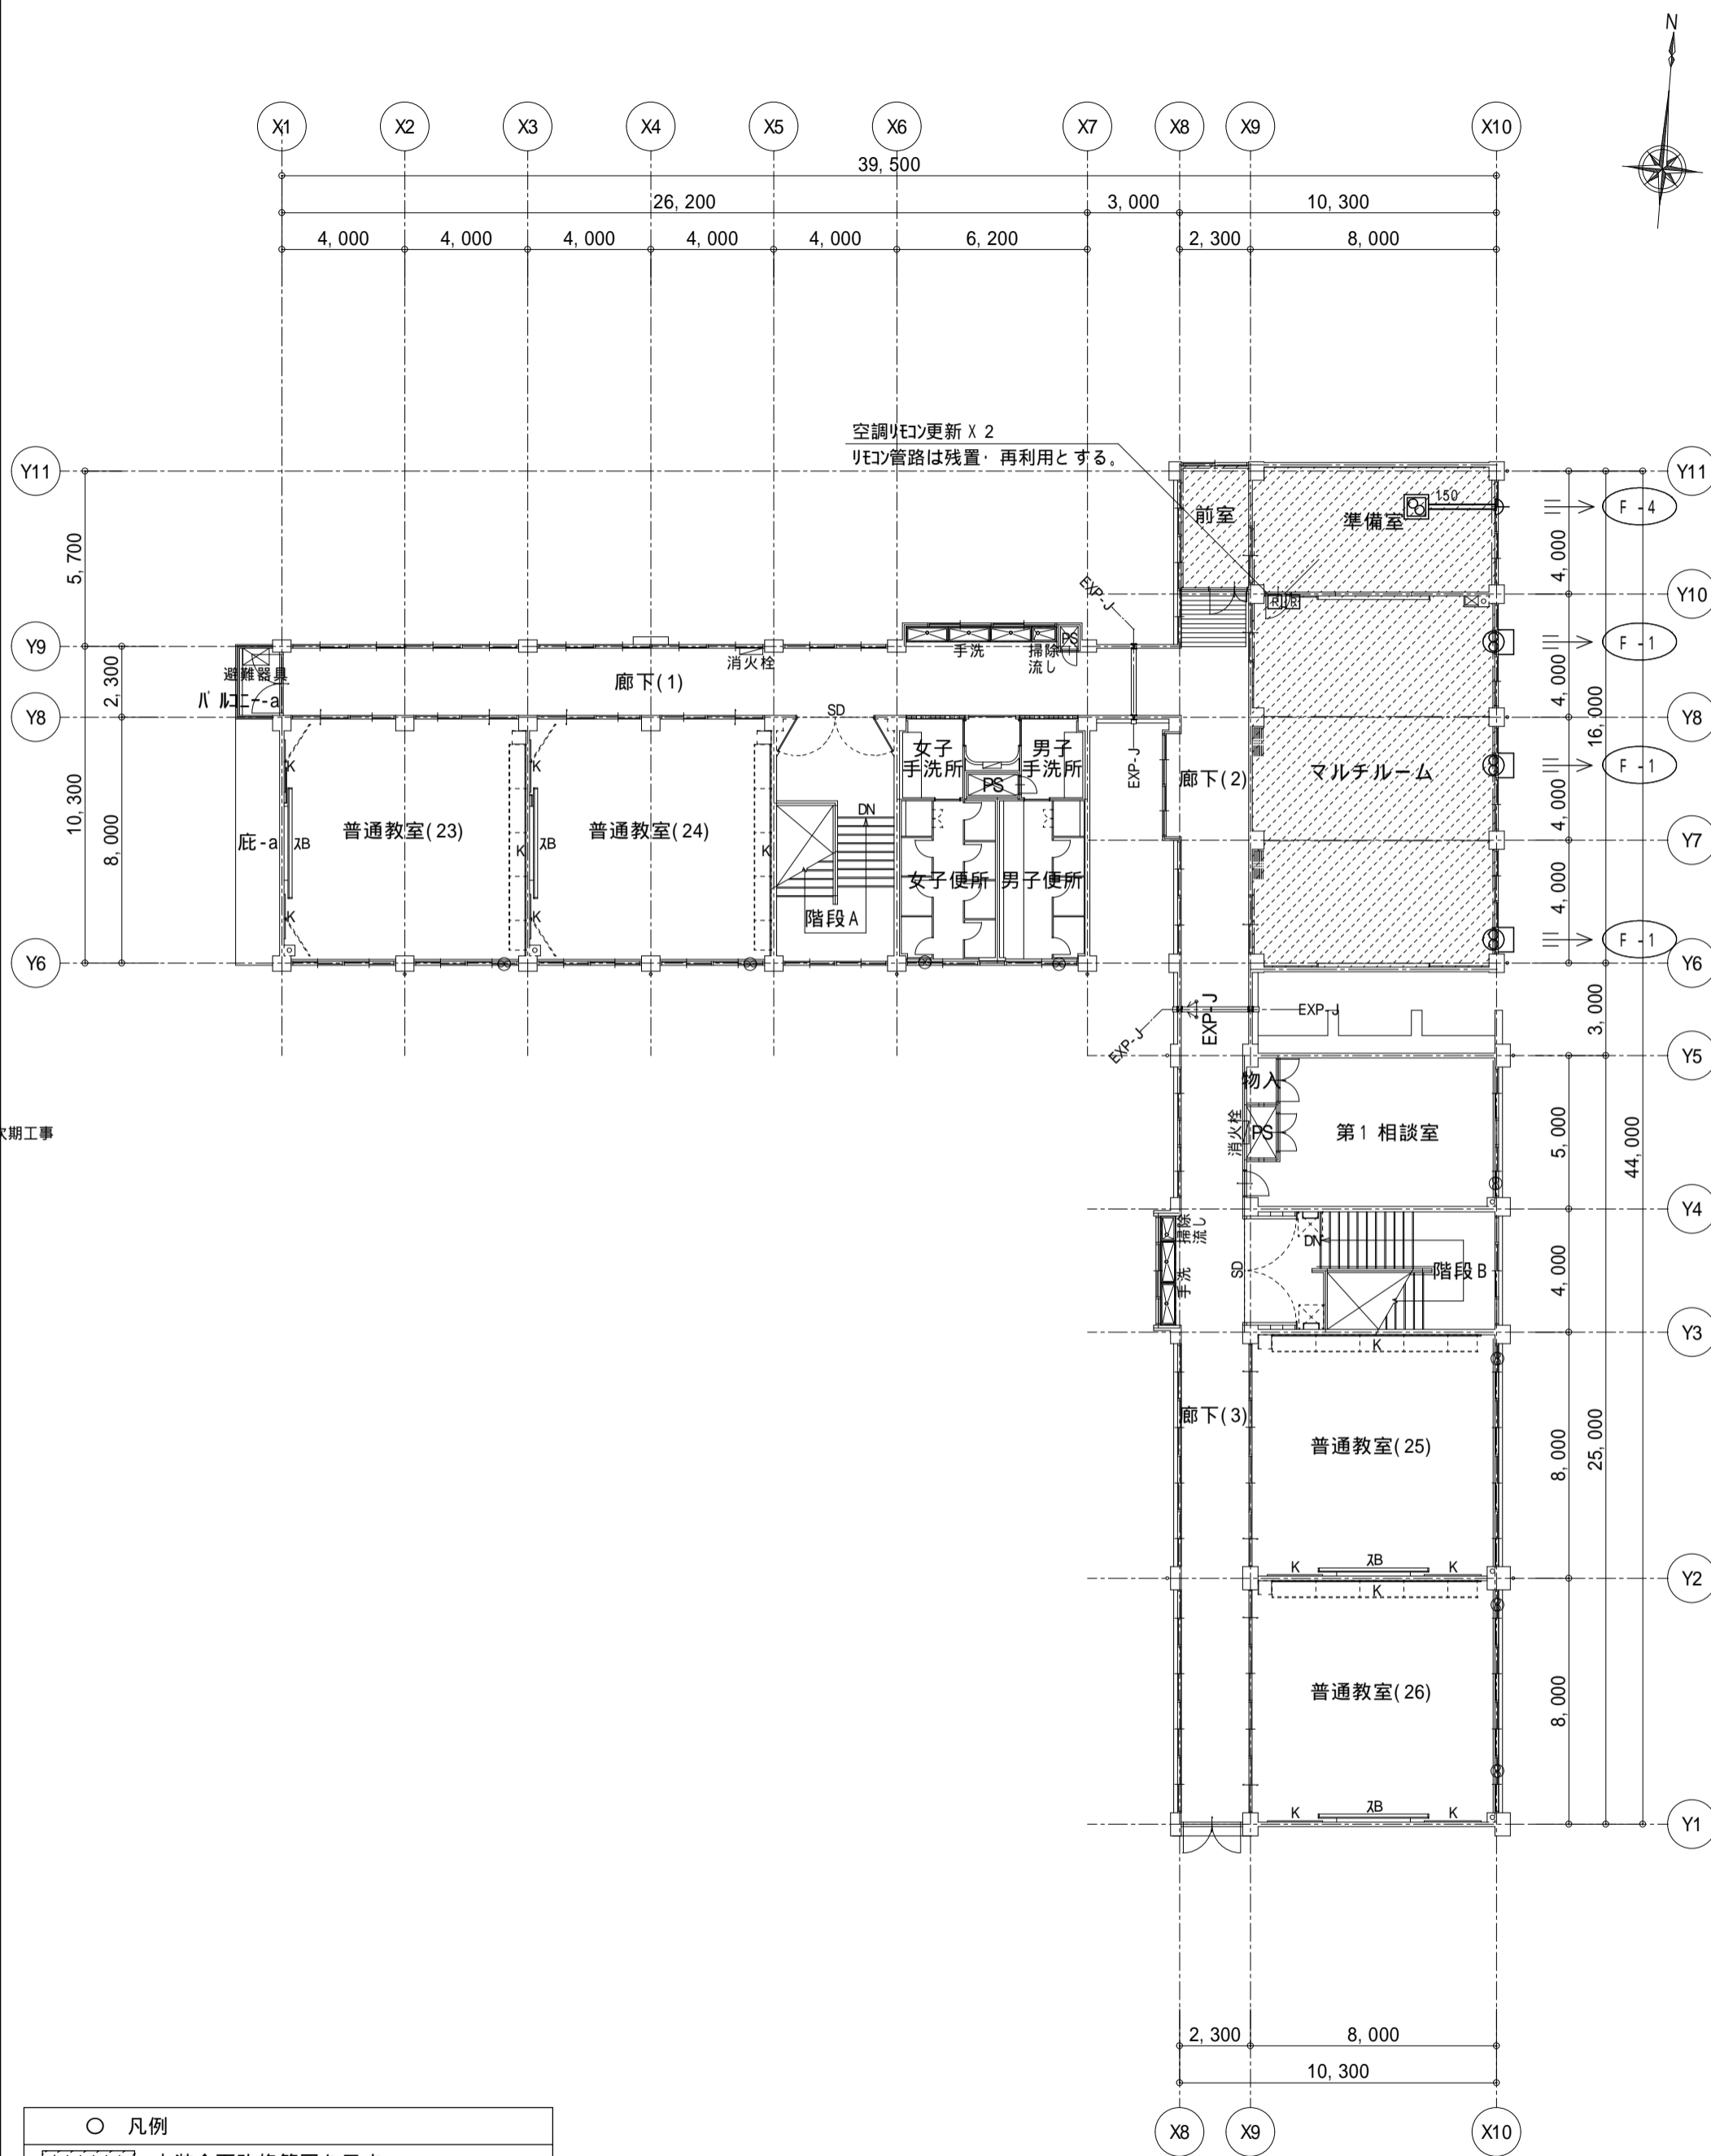 N
X1 X2 X3 X4 X5 X6 X7 X8 X9 X10
39,500
26,200 3,000 10,300
4,000 4,000 4,000 4,000 4,000 6,200 2,300 8,000
空調リモコン更新 X 2
リモコン管路は残置・再利用とする。
Y11
Y11
150
F -4
前室
準備室
4,000
5,700
EXP-J
R R
Y10
Y9
PS
F -1
手洗
掃除
流し
消火栓
避難器具
2,300
廊下(1)
4,000
バルコニー-a
Y8
SD
Y8
16,000
女子
手洗所
男子
手洗所
EXP-J
K
K
PS
廊下(2)
マルチルーム
F -1
4,000
10,300
8,000
DN
庇-a
スB
普通教室(23)
スB
普通教室(24)
K
K
Y7
女子便所
男子便所
4,000
階段A
K
K
F -1
Y6
Y6
EXP-J
EXP-J
EXP-J
3,000
Y5
物入
次期工事
消火栓
PS
第1 相談室
5,000
44,000
Y4
掃除
流し
DN
SD
手洗
階段B
4,000
Y3
K
廊下(3)
普通教室(25)
8,000
25,000
K スB K
Y2
K
普通教室(26)
8,000
K スB K
Y1
2,300 8,000
10,300
X8 X9 X10
○ 凡例